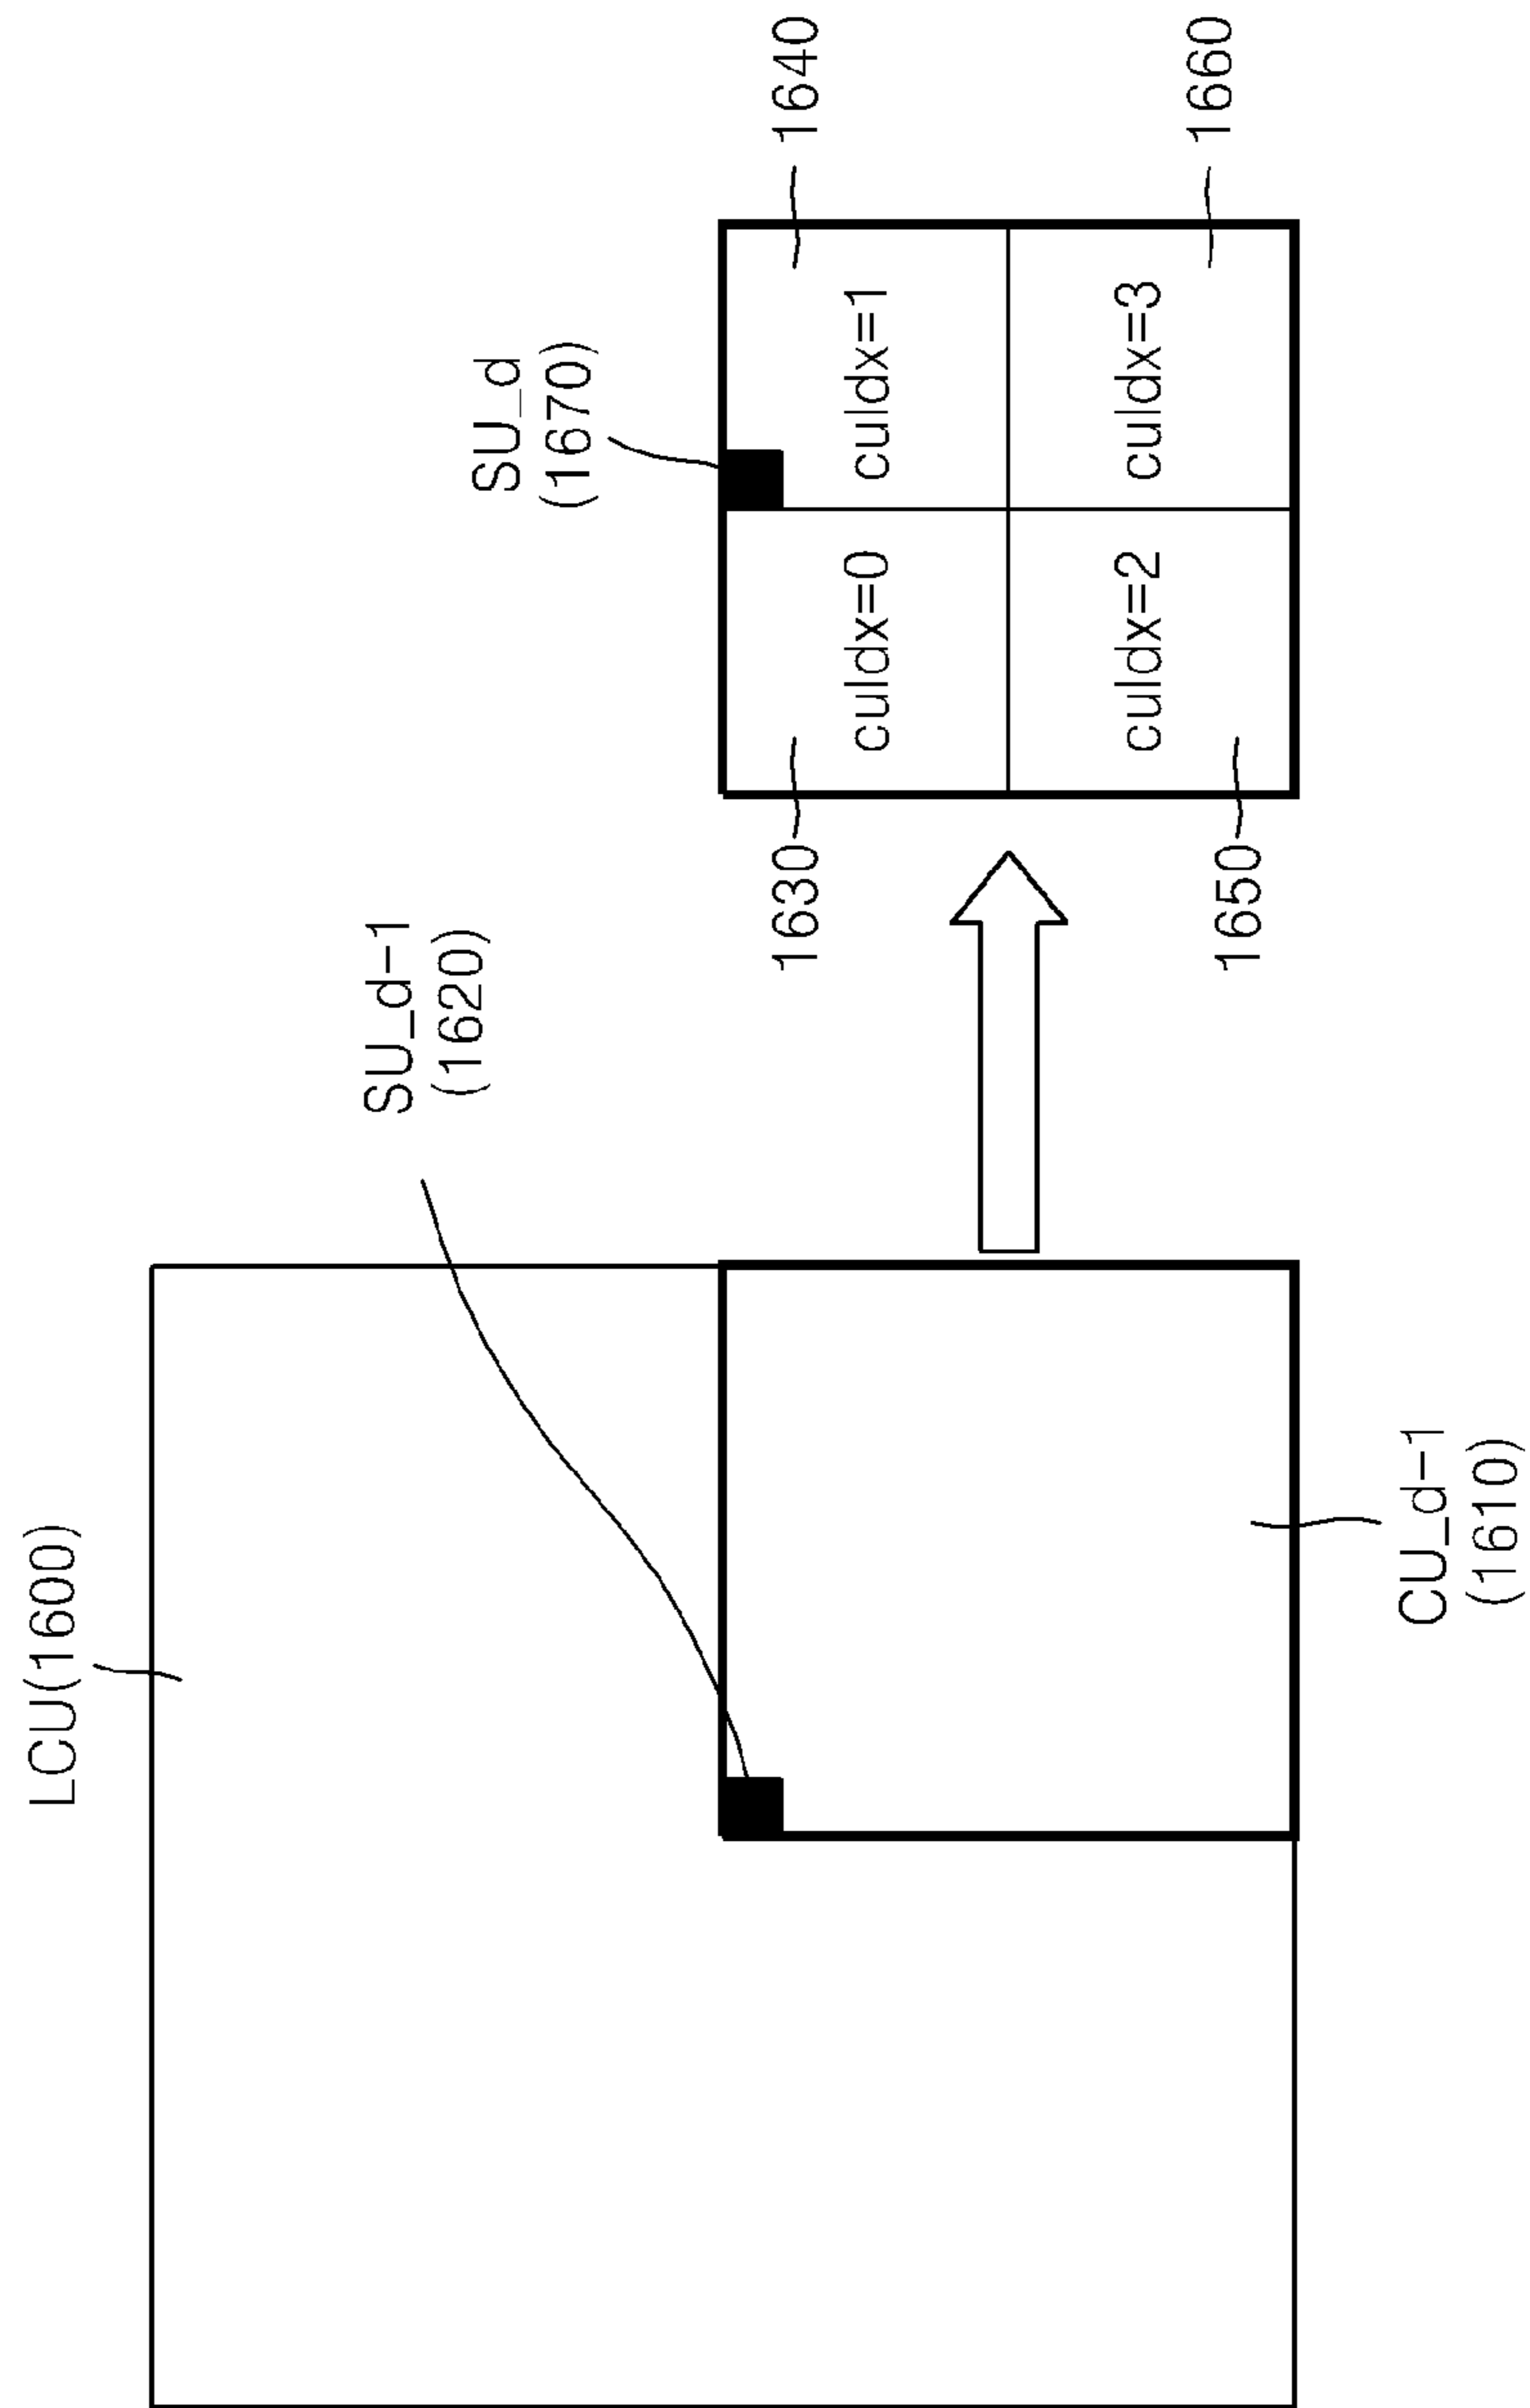 LCU(1600)
SU_d-1
(1620)
SU_d
(1670)
1630
1640
cuIdx=0
cuIdx=1
cuIdx=2
cuIdx=3
1650
1660
CU_d-1
(1610)